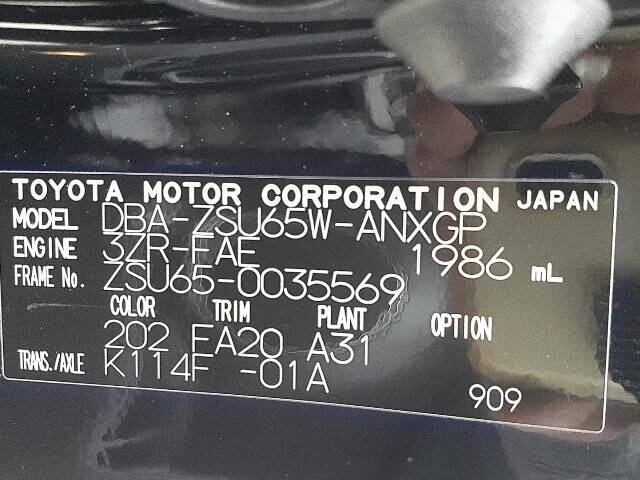 TOYOTA MOTOR CORPORATION JAPAN
MODEL DBA-ZSU65W-ANXGP
ENGINE 3ZR-FAE 1986 mL
FRAME No. ZSU65-0035569
COLOR TRIM PLANT OPTION
202 FA20 A31
TRANS./AXLE K114F -01A
909